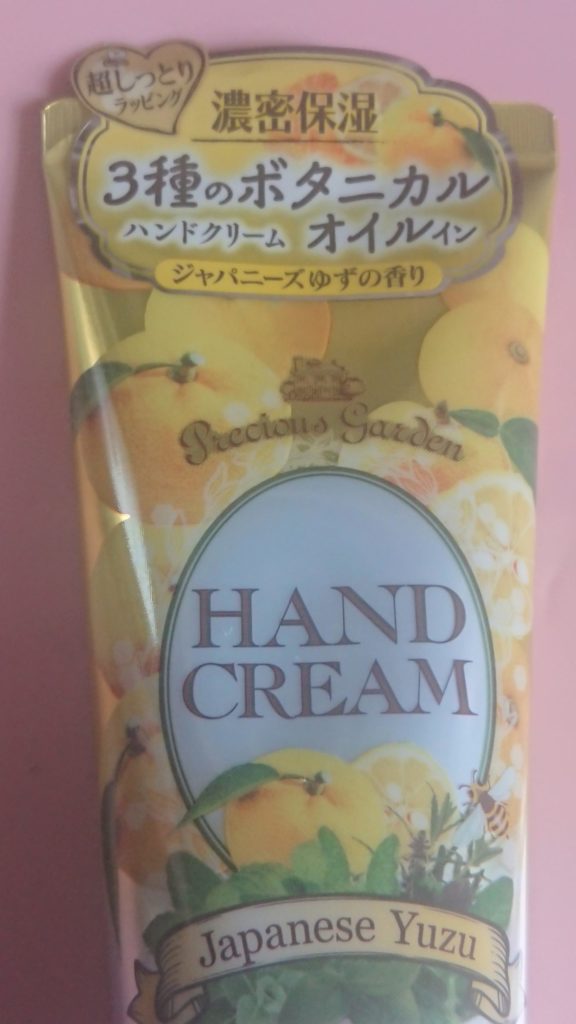 超しっとり
ラッピング
濃密保湿
3種のボタニカル
ハンドクリーム オイルイン
ジャパニーズゆずの香り
Precious Garden
HAND
CREAM
Japanese Yuzu